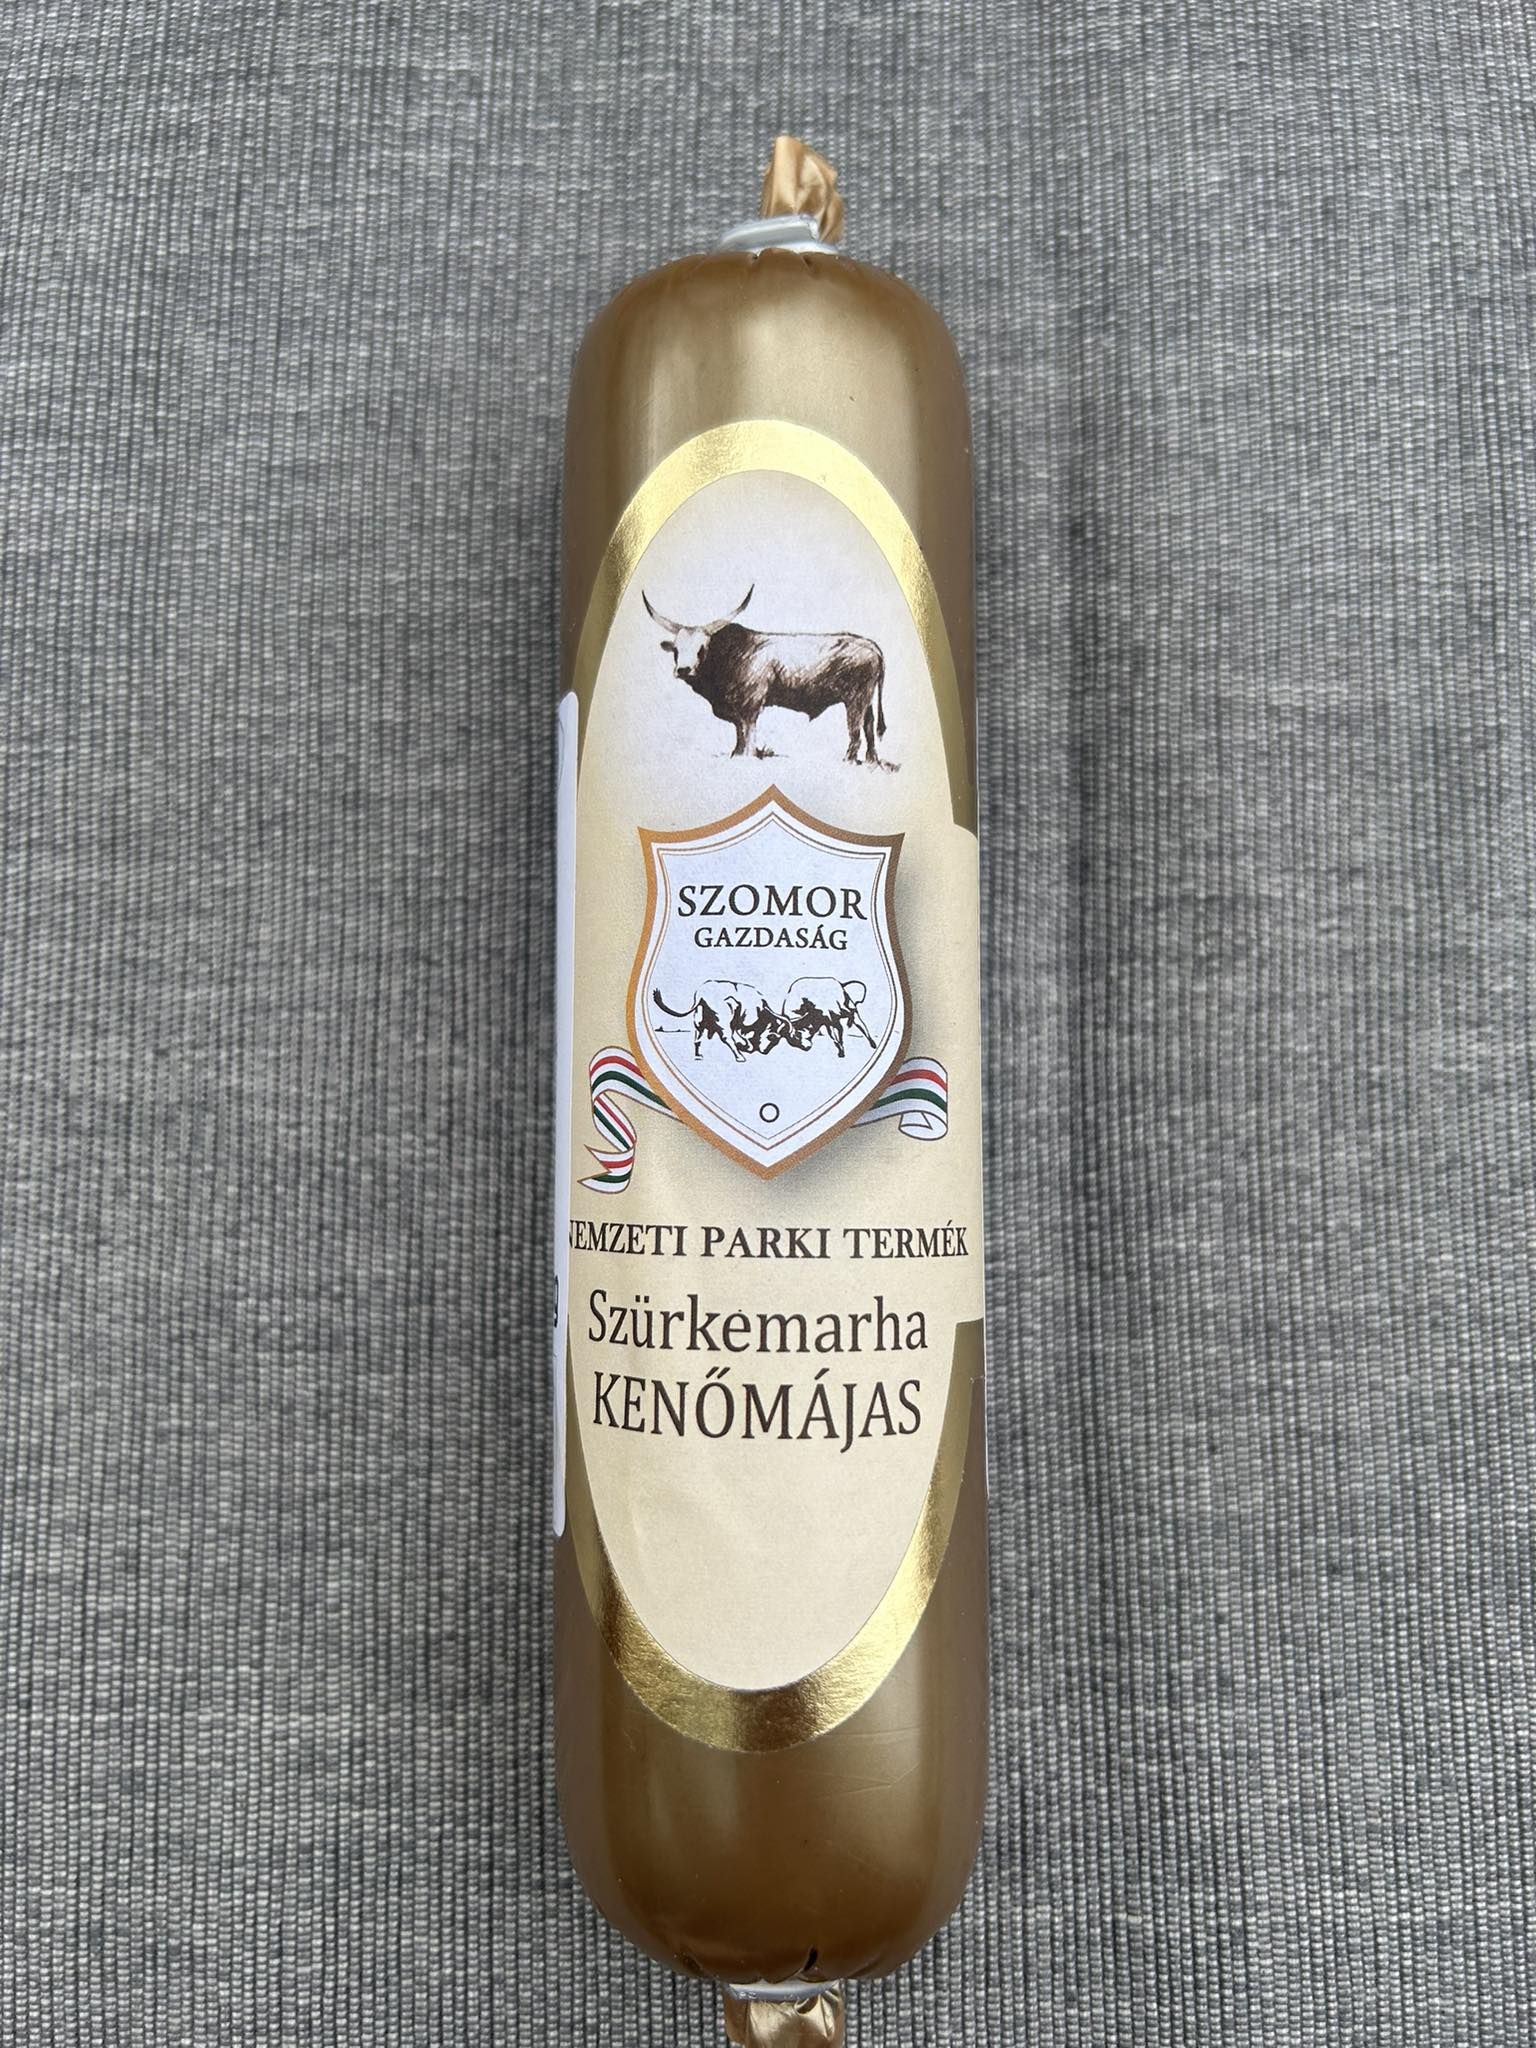 SZOMOR
GAZDASÁG
NEMZETI PARKI TERMÉK
Szürkemarha
KENŐMÁJAS